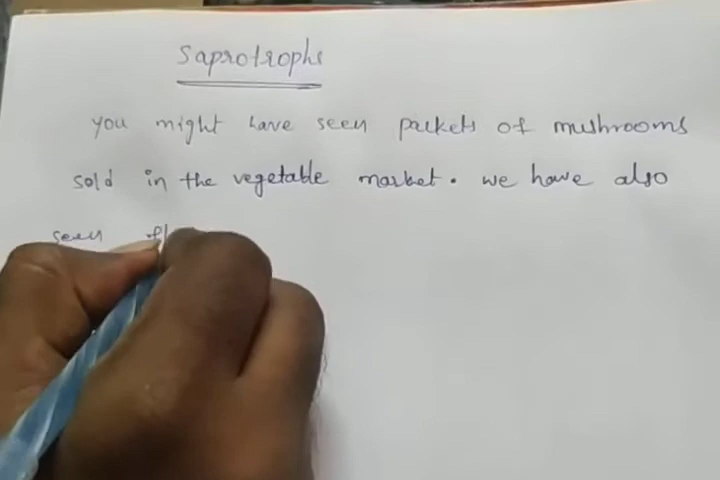 Saprotrophs
you might have seen packets of mushrooms
sold in the vegetable market. we have also
seen